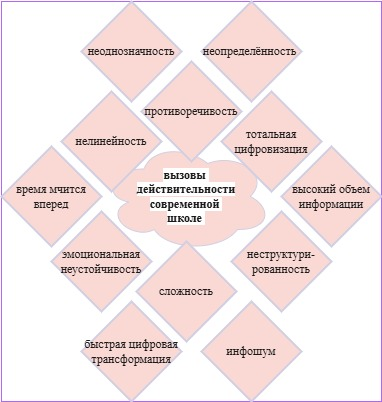 неоднозначность
неопределённость
противоречивость
нелинейность
тотальная
цифровизация
вызовы
действительности
современной
школе
время мчится
вперед
высокий объем
информации
эмоциональная
неустойчивость
неструктури-
рованность
сложность
быстрая цифровая
трансформация
инфошум